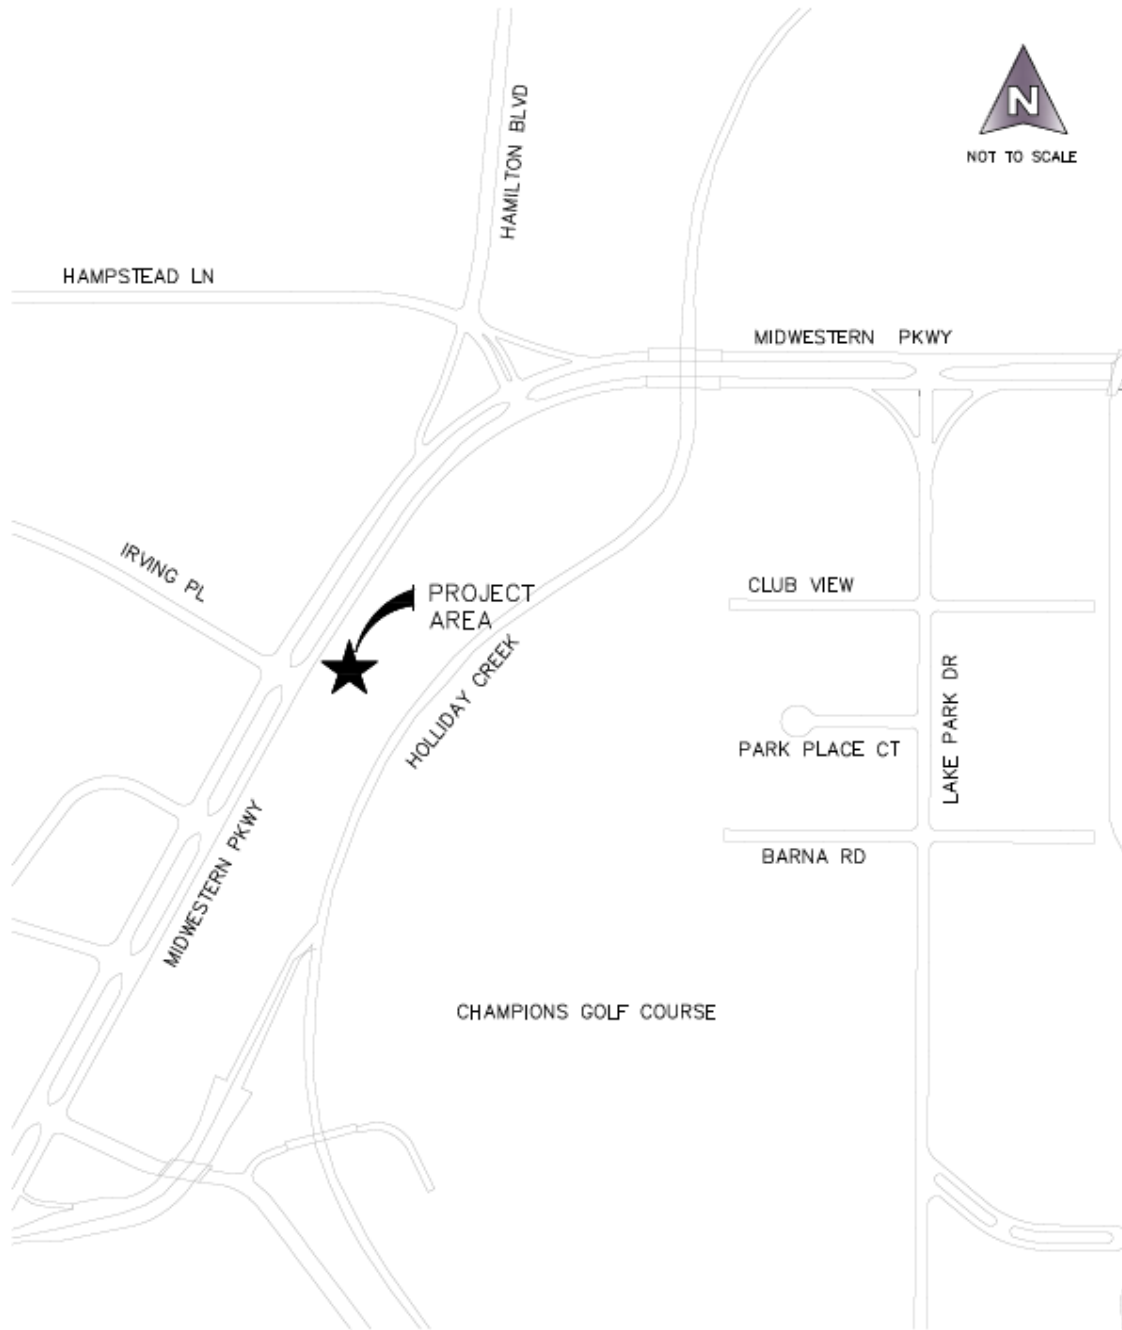 HAMILTON BLVD
N
NOT TO SCALE
HAMPSTEAD LN
MIDWESTERN PKWY
IRVING PL
PROJECT
AREA
CLUB VIEW
HOLLIDAY CREEK
LAKE PARK DR
PARK PLACE CT
MIDWESTERN PKWY
BARNA RD
CHAMPIONS GOLF COURSE